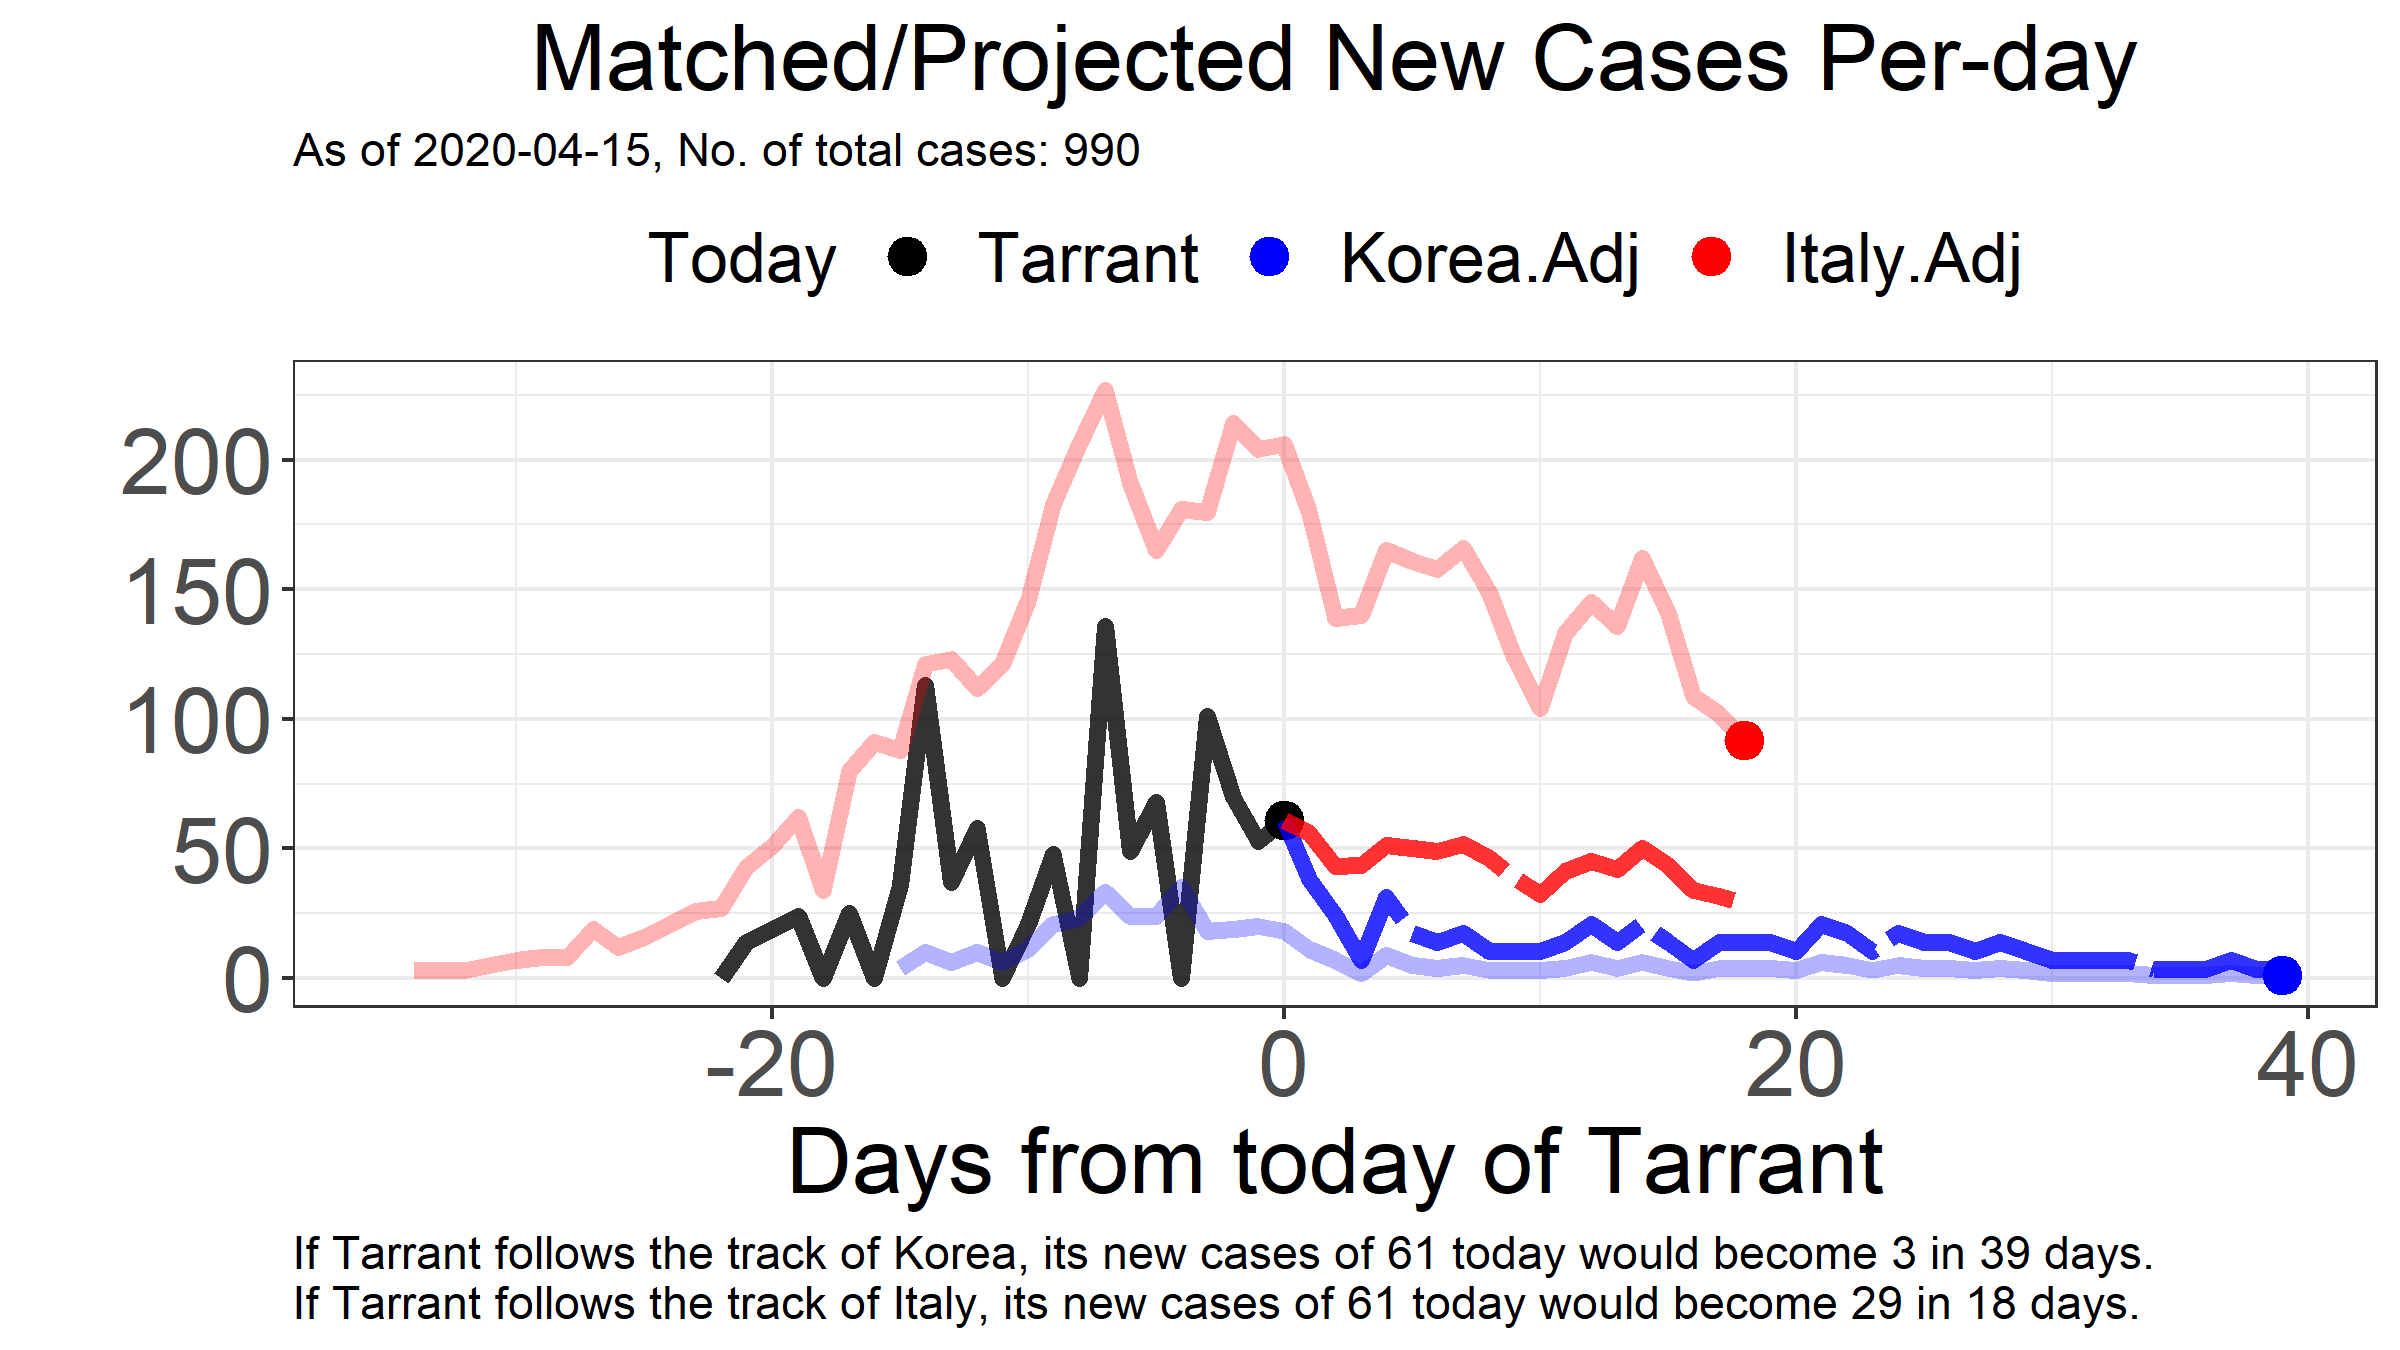 Matched/Projected New Cases Per-day
As of 2020-04-15, No. of total cases: 990
Today Tarrant Korea.Adj Italy.Adj
200
150
100
50
0
-20 0 20 40
Days from today of Tarrant
If Tarrant follows the track of Korea, its new cases of 61 today would become 3 in 39 days.
If Tarrant follows the track of Italy, its new cases of 61 today would become 29 in 18 days.